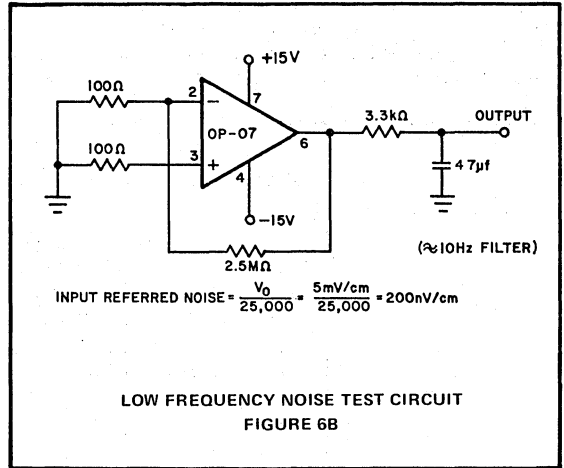 +15V
100Ω
2
−
7
3.3kΩ
OUTPUT
OP-07
6
100Ω
3
+
4
47µf
−15V
2.5MΩ
(≈10Hz FILTER)
INPUT REFERRED NOISE = V₀/25,000 = 5mV/cm/25,000 = 200nV/cm
LOW FREQUENCY NOISE TEST CIRCUIT
FIGURE 6B